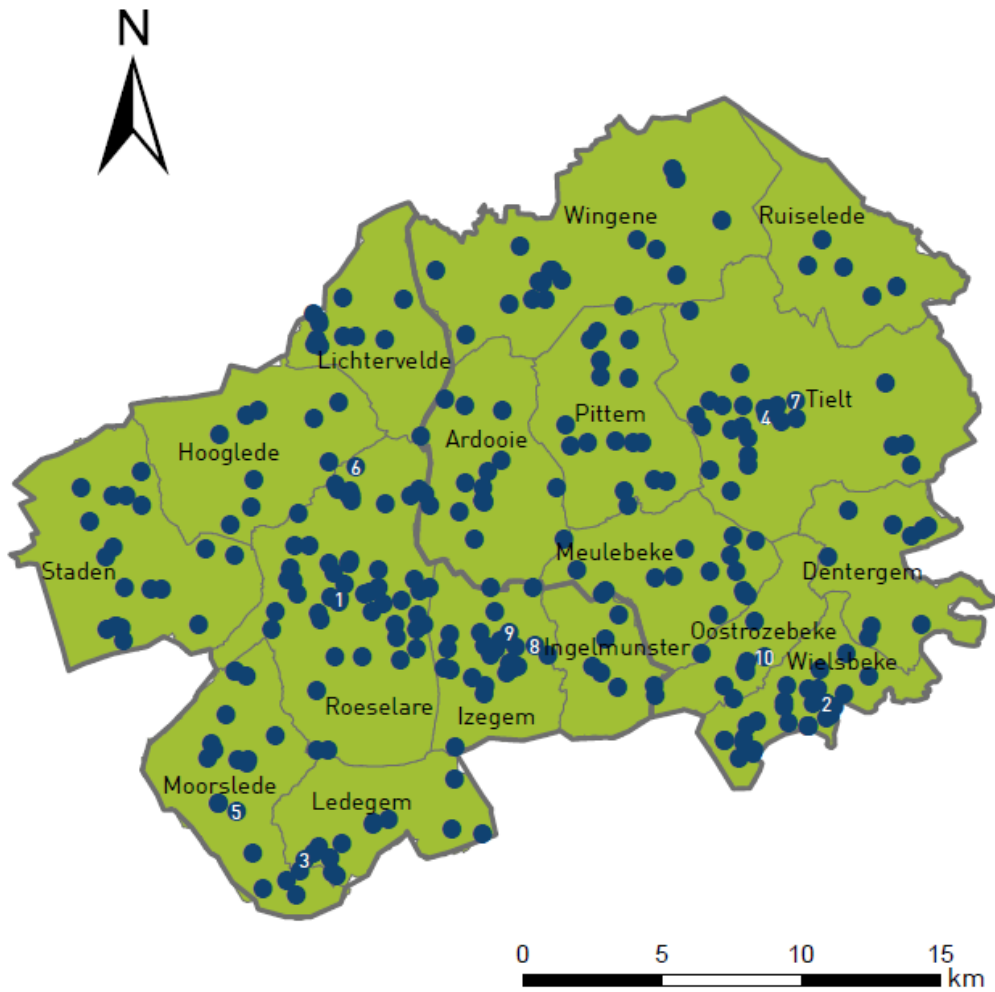 N
Wingene
Ruiselede
Lichtervelde
7
Tielt
4
Pittem
Ardooie
Hooglede
6
Meulebeke
Staden
Dentergem
1
9
Oostrozebeke
8
Ingelmunster
10
Wielsbeke
2
Roeselare
Izegem
Moorslede
Ledegem
5
3
0 5 10 15
km